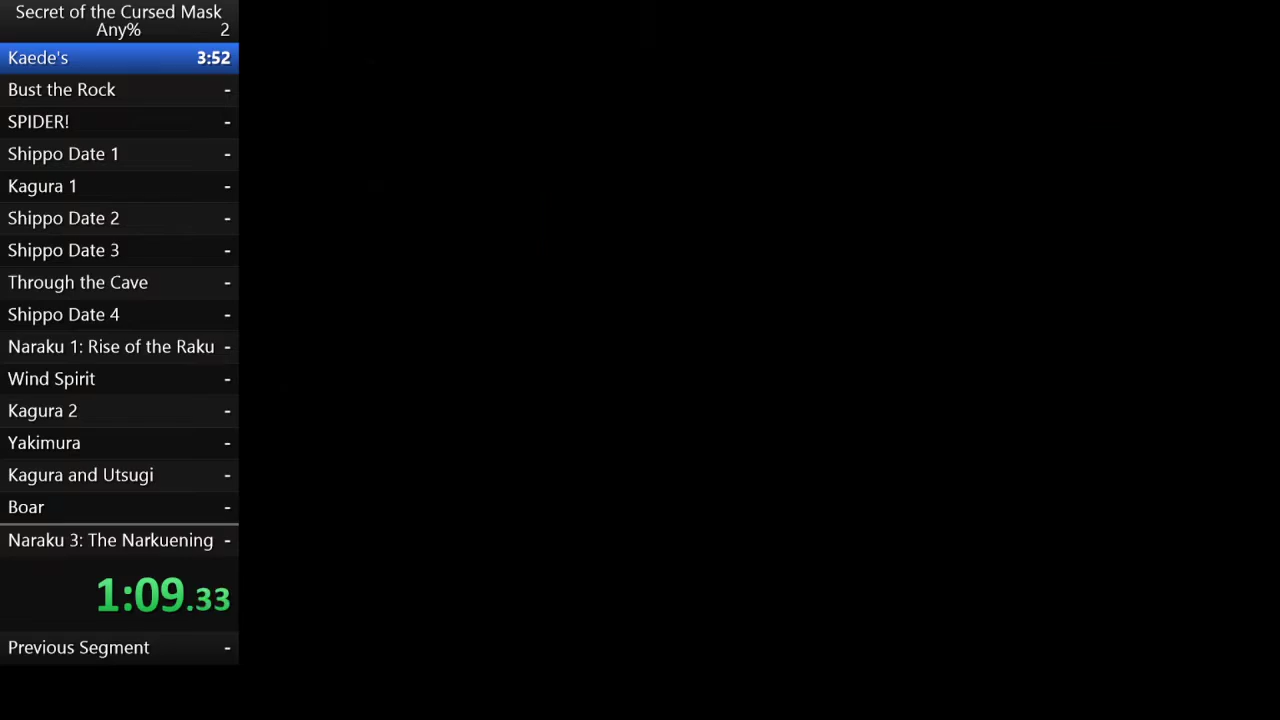 Secret of the Cursed Mask
Any% 2
Kaede's 3:52
Bust the Rock -
SPIDER! -
Shippo Date 1 -
Kagura 1 -
Shippo Date 2 -
Shippo Date 3 -
Through the Cave -
Shippo Date 4 -
Naraku 1: Rise of the Raku -
Wind Spirit -
Kagura 2 -
Yakimura -
Kagura and Utsugi -
Boar -
Naraku 3: The Narkuening -
1:09.33
Previous Segment -